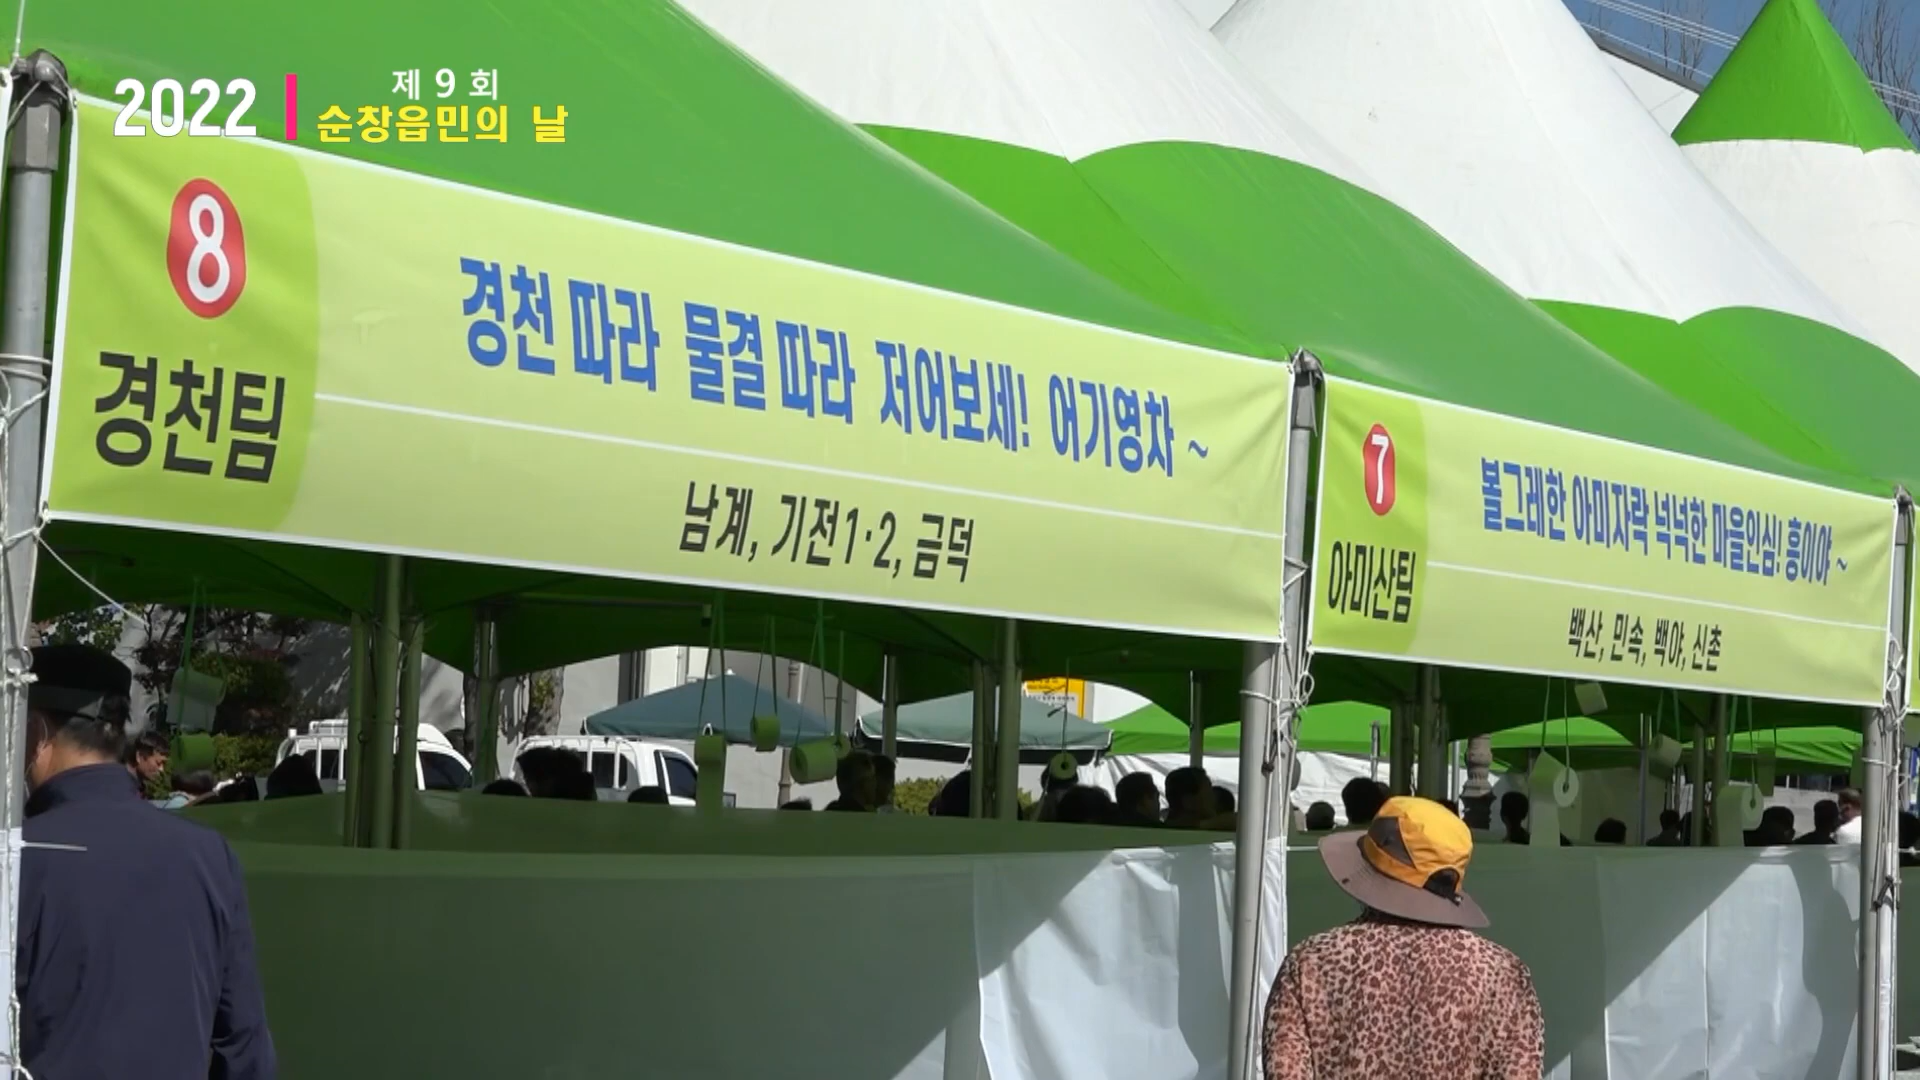 2022
제 9 회
순창읍민의 날
8
경천팀
경천 따라 물결 따라 저어보세! 어기영차 ~
남계, 기전1·2, 금덕
7
아미산팀
볼그레한 아미자락 넉넉한 마을인심! 흥이야 ~
백산, 민속, 백야, 신촌